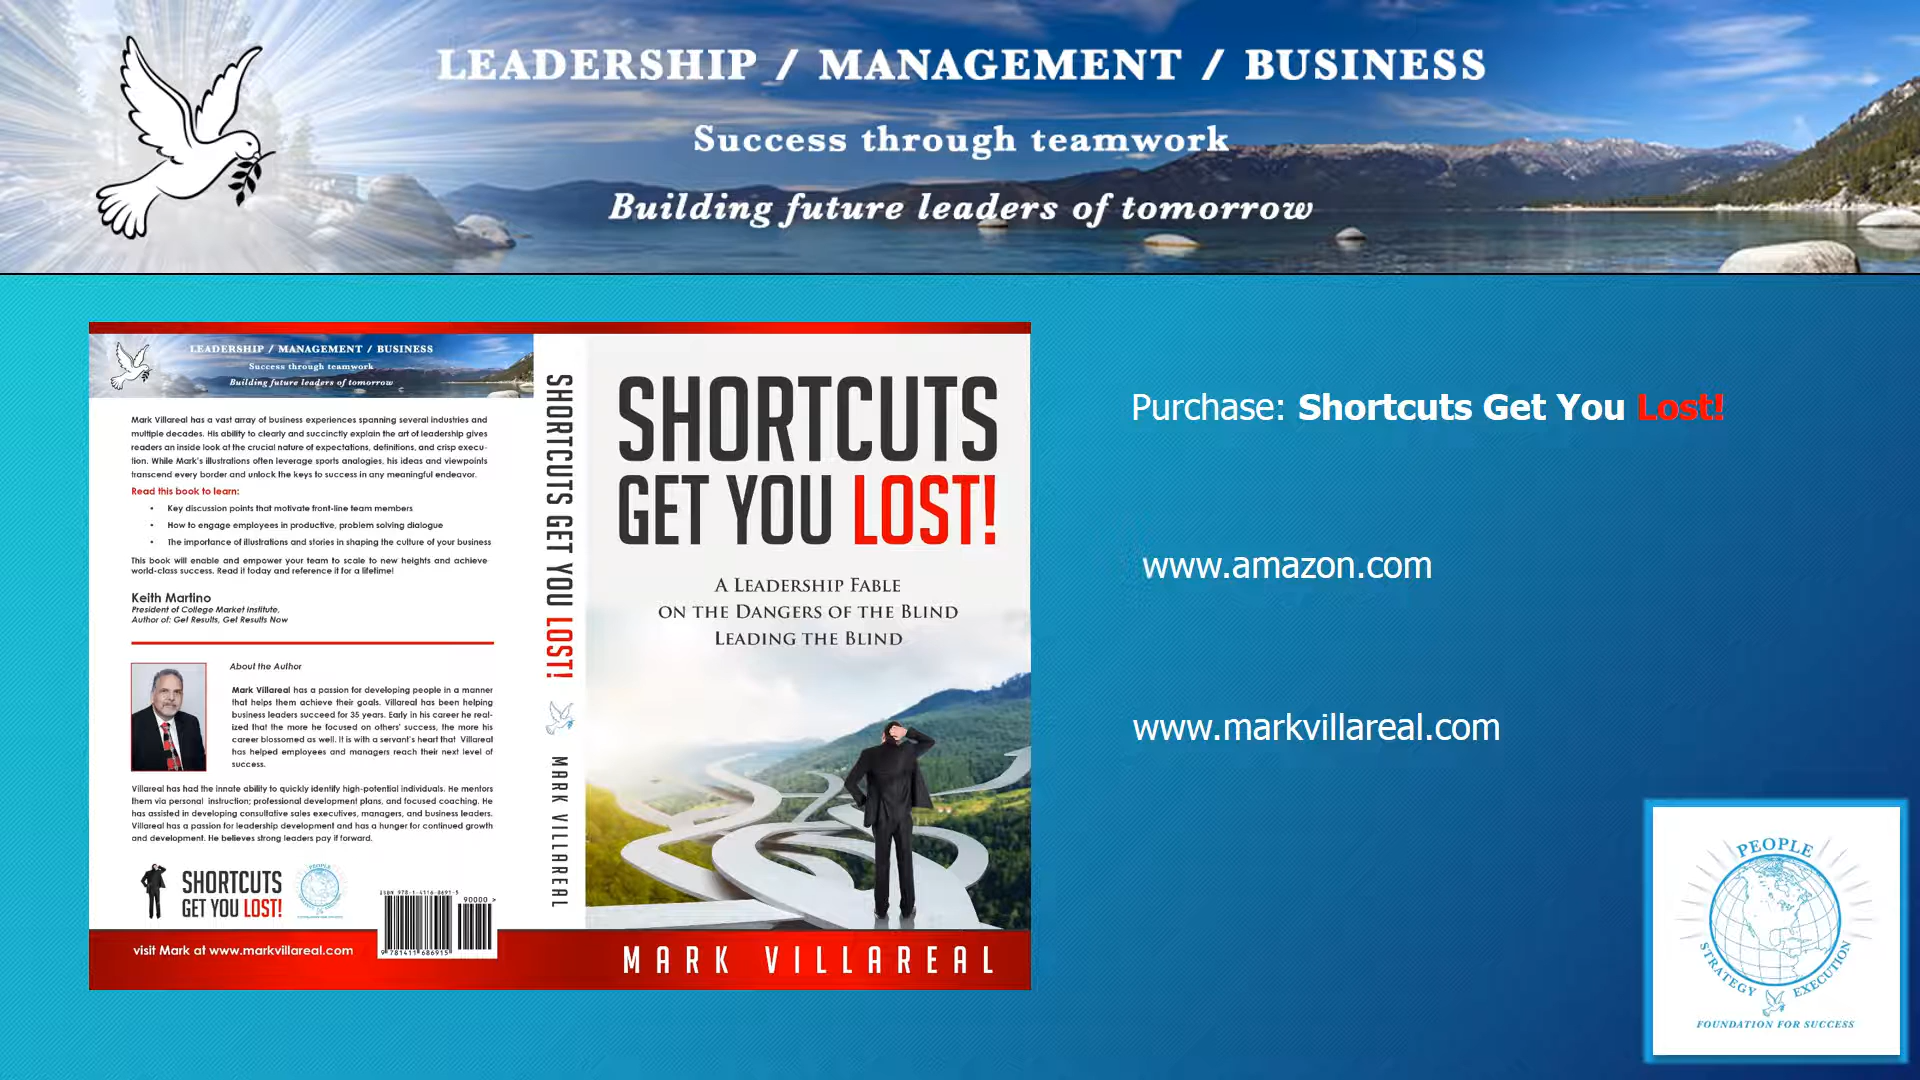 LEADERSHIP / MANAGEMENT / BUSINESS
Success through teamwork
Building future leaders of tomorrow
LEADERSHIP / MANAGEMENT / BUSINESS
Success through teamwork
Building future leaders of tomorrow
Mark Villareal has a vast array of business experiences spanning several industries and
multiple decades. His ability to clearly and succinctly explain the art of leadership gives
readers an inside look at the crucial nature of expectations, definitions, and crisp execu-
tion. While Mark's illustrations often leverage sports analogies, his ideas and viewpoints
transcend every border and unlock the keys to success in any meaningful endeavor.
Read this book to learn:
• Key discussion points that motivate front-line team members
• How to engage employees in productive, problem solving dialogue
• The importance of illustrations and stories in shaping the culture of your business
This book will enable and empower your team to scale to new heights and achieve
world-class success. Read it today and reference it for a lifetime!
Keith Martino
President of College Market Institute,
Author of: Get Results, Get Results Now
About the Author
Mark Villareal has a passion for developing people in a manner
that helps them achieve their goals. Villareal has been helping
business leaders succeed for 35 years. Early in his career he real-
ized that the more he focused on others' success, the more his
career blossomed as well. It is with a servant's heart that Villareal
has helped employees and managers reach their next level of
success.
Villareal has had the innate ability to quickly identify high-potential individuals. He mentors
them via personal instruction; professional development plans, and focused coaching. He
has assisted in developing consultative sales executives, managers, and business leaders.
Villareal has a passion for leadership development and has a hunger for continued growth
and development. He believes strong leaders pay it forward.
SHORTCUTS
GET YOU LOST!
ISBN 978-1-4116-8691-5
90000 >
9 781411 686915
visit Mark at www.markvillareal.com
SHORTCUTS GET YOU LOST!
MARK VILLAREAL
SHORTCUTS
GET YOU LOST!
A LEADERSHIP FABLE
ON THE DANGERS OF THE BLIND
LEADING THE BLIND
MARK VILLAREAL
Purchase: Shortcuts Get You Lost!
www.amazon.com
www.markvillareal.com
PEOPLE
STRATEGY
EXECUTION
FOUNDATION FOR SUCCESS